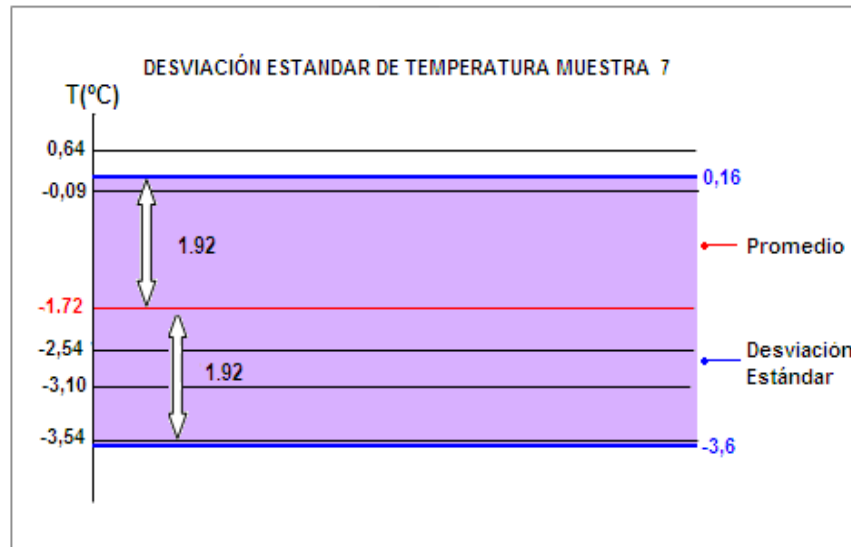 DESVIACIÓN ESTANDAR DE TEMPERATURA MUESTRA 7
T(ºC)
0,64
0,16
-0,09
1.92
Promedio
-1.72
-2,54
Desviación
Estándar
1.92
-3,10
-3,54
-3,6